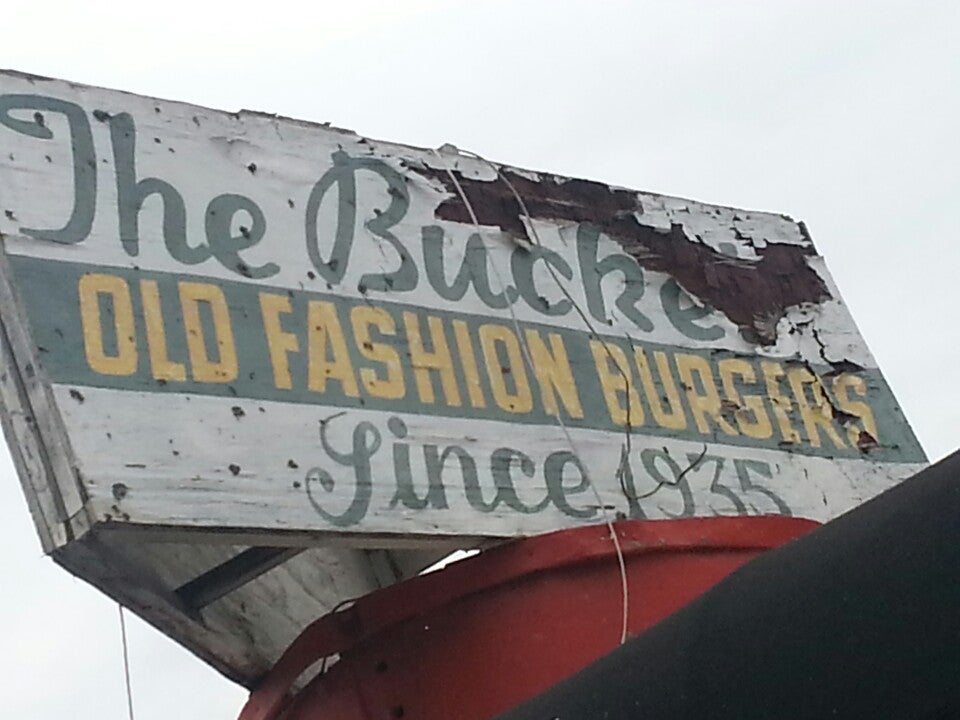 The Bucke
OLD FASHION BURGERS
Since 1935